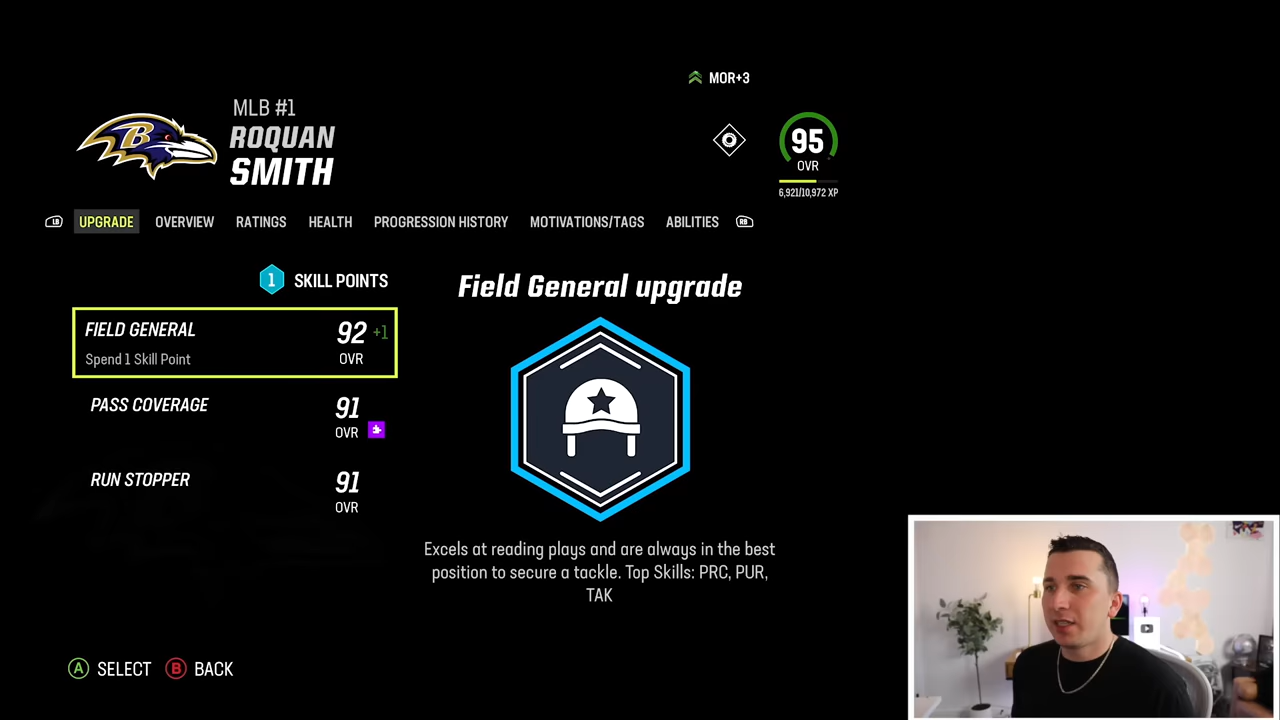 MOR+3
MLB #1
ROQUAN
SMITH
95
OVR
6,921/10,972 XP
LB
UPGRADE
OVERVIEW
RATINGS
HEALTH
PROGRESSION HISTORY
MOTIVATIONS/TAGS
ABILITIES
RB
1 SKILL POINTS
FIELD GENERAL
92 +1
Spend 1 Skill Point
OVR
PASS COVERAGE
91
OVR
RUN STOPPER
91
OVR
Field General upgrade
Excels at reading plays and are always in the best
position to secure a tackle. Top Skills: PRC, PUR,
TAK
A SELECT
B BACK
B